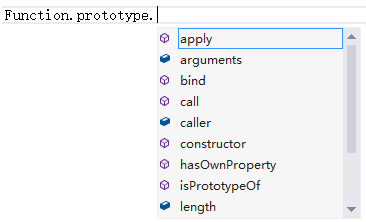 Function.prototype.
apply
arguments
bind
call
caller
constructor
hasOwnProperty
isPrototypeOf
length